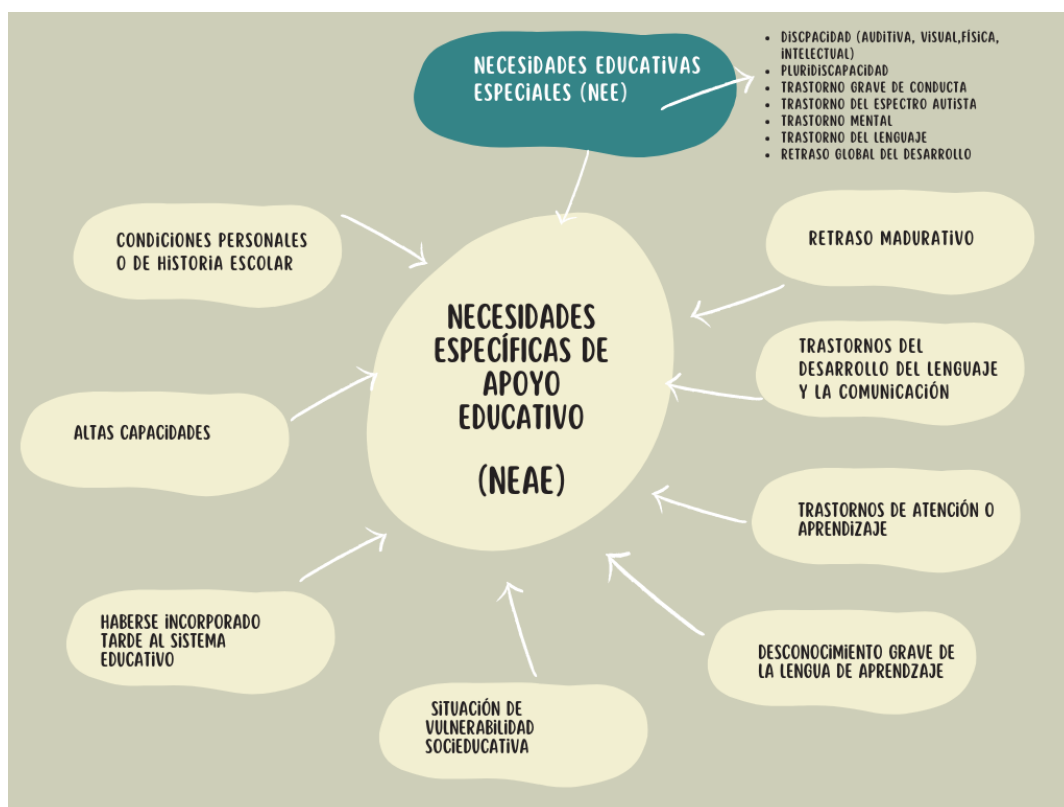 NECESIDADES EDUCATIVAS
ESPECIALES (NEE)
• DISCPACIDAD (AUDITIVA, VISUAL,FÍSICA,
INTELECTUAL)
• PLURIDISCAPACIDAD
• TRASTORNO GRAVE DE CONDUCTA
• TRASTORNO DEL ESPECTRO AUTISTA
• TRASTORNO MENTAL
• TRASTORNO DEL LENGUAJE
• RETRASO GLOBAL DEL DESARROLLO
CONDICIONES PERSONALES
O DE HISTORIA ESCOLAR
RETRASO MADURATIVO
NECESIDADES
ESPECÍFICAS DE
APOYO
EDUCATIVO
(NEAE)
TRASTORNOS DEL
DESARROLLO DEL LENGUAJE
Y LA COMUNICACIÓN
ALTAS CAPACIDADES
TRASTORNOS DE ATENCIÓN O
APRENDIZAJE
HABERSE INCORPORADO
TARDE AL SISTEMA
EDUCATIVO
DESCONOCIMIENTO GRAVE DE
LA LENGUA DE APRENDZAJE
SITUACIÓN DE
VULNERABILIDAD
SOCIEDUCATIVA